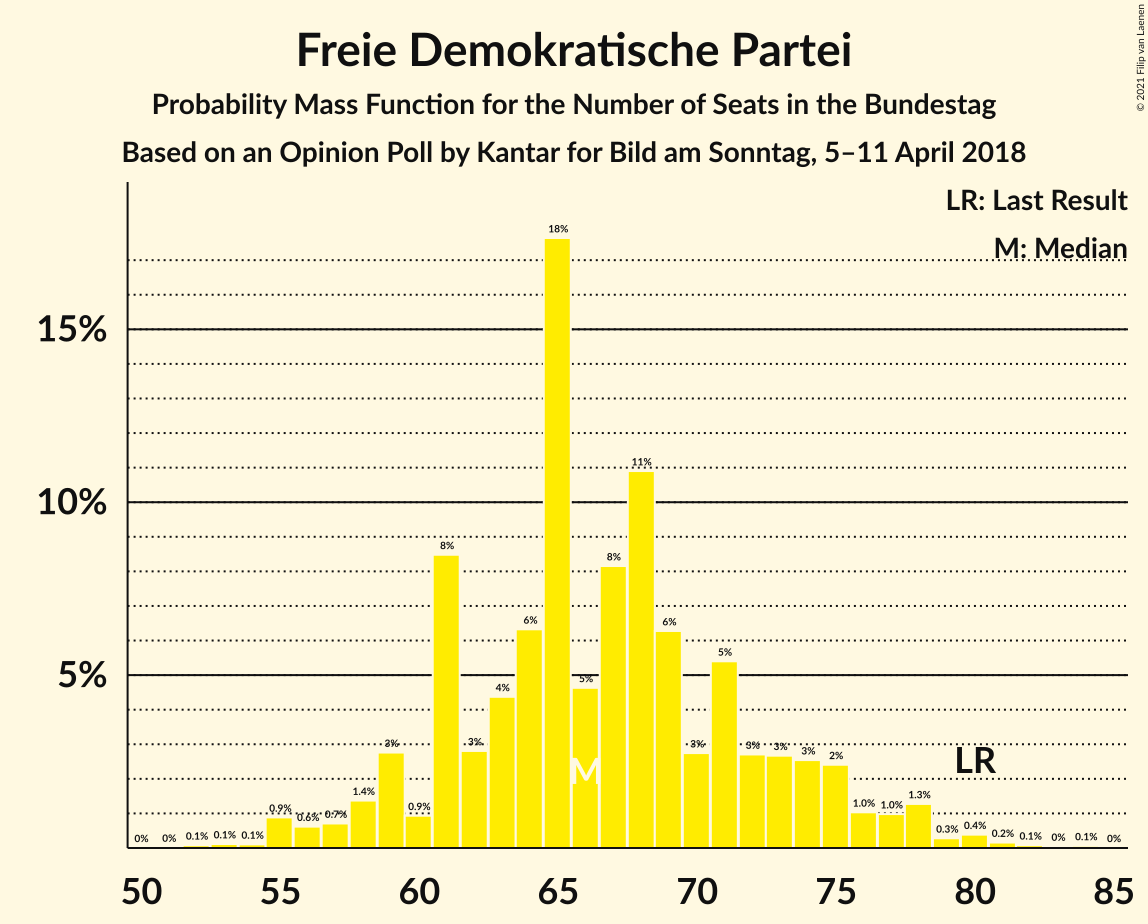 Freie Demokratische Partei
Probability Mass Function for the Number of Seats in the Bundestag
Based on an Opinion Poll by Kantar for Bild am Sonntag, 5–11 April 2018
© 2021 Filip van Laenen
LR: Last Result
M: Median
15%
10%
5%
0% 0% 0.1% 0.1% 0.1% 0.9% 0.6% 0.7% 1.4% 3% 0.9% 8% 3% 4% 6% 18% 5% 8% 11% 6% 3% 5% 3% 3% 3% 2% 1.0% 1.0% 1.3% 0.3% 0.4% 0.2% 0.1% 0% 0.1% 0%
M
LR
50 55 60 65 70 75 80 85